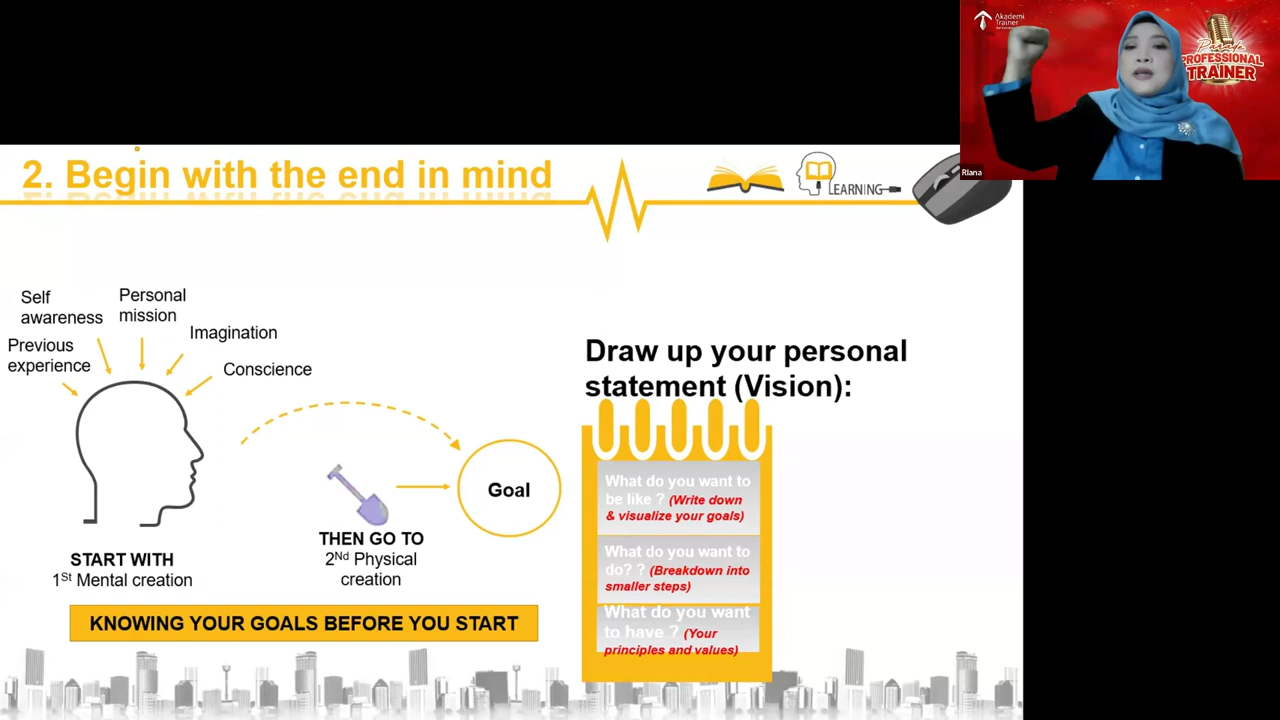 Akademi
Trainer
Parade
PROFESSIONAL
TRAINER
Riana
2. Begin with the end in mind
LEARNING
Self
awareness
Personal
mission
Imagination
Previous
experience
Conscience
Draw up your personal
statement (Vision):
What do you want to
be like ? (Write down
& visualize your goals)
What do you want to
do? ? (Breakdown into
smaller steps)
What do you want
to have ? (Your
principles and values)
Goal
START WITH
1St Mental creation
THEN GO TO
2Nd Physical
creation
KNOWING YOUR GOALS BEFORE YOU START